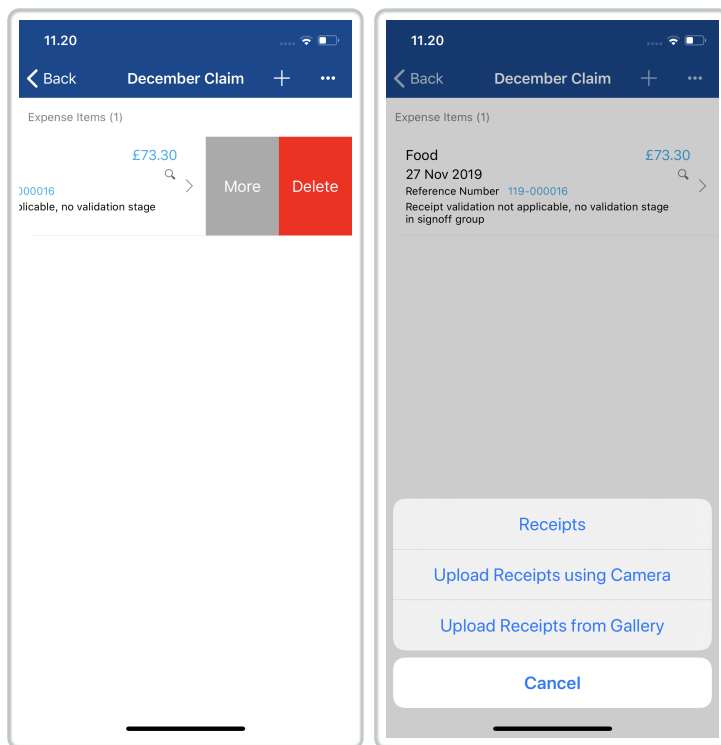 11.20
Back December Claim
Expense Items (1)
£73.30
000016
plicable, no validation stage
More Delete
11.20
Back December Claim
Expense Items (1)
Food £73.30
27 Nov 2019
Reference Number 119-000016
Receipt validation not applicable, no validation stage
in signoff group
Receipts
Upload Receipts using Camera
Upload Receipts from Gallery
Cancel